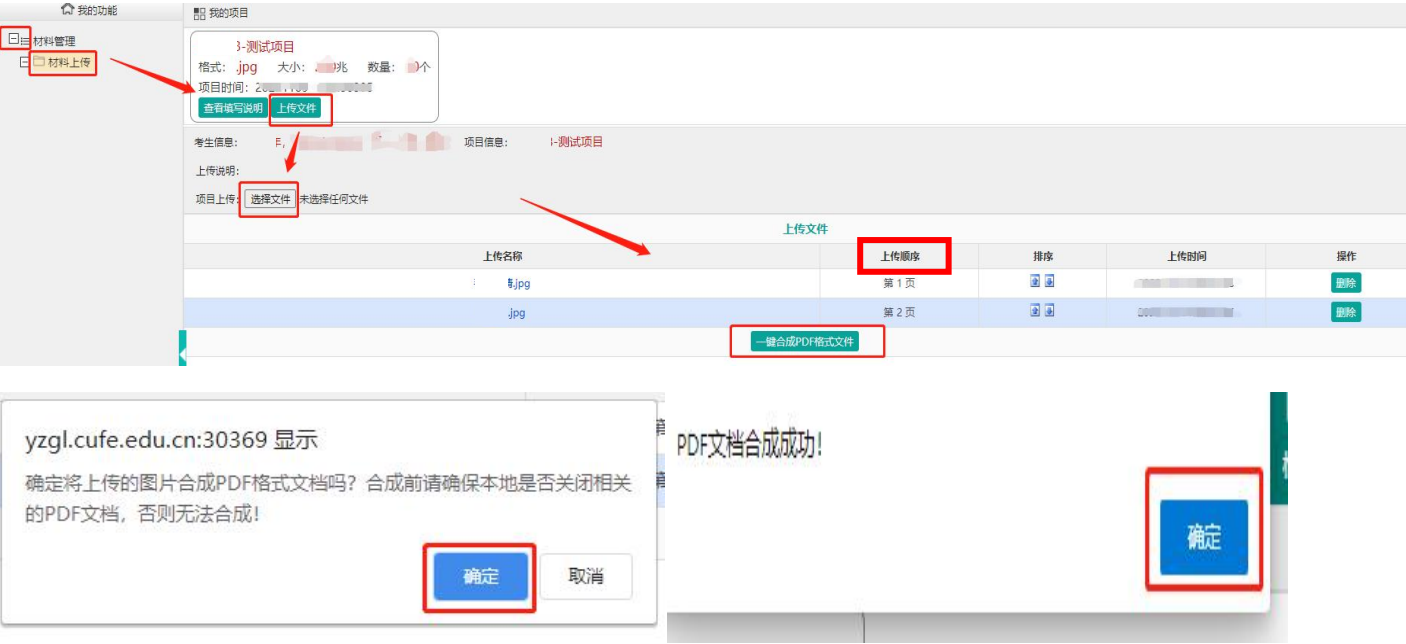 我的功能
我的项目
材料管理
材料上传
-测试项目
格式: .jpg 大小: 兆 数量: 个
项目时间: 2
查看填写说明 上传文件
考生信息: 项目信息: -测试项目
上传说明:
项目上传: 选择文件 未选择任何文件
上传文件
上传名称 上传顺序 排序 上传时间 操作
.jpg 第 1 页 删除
.jpg 第 2 页 删除
一键合成PDF格式文件
yzgl.cufe.edu.cn:30369 显示
确定将上传的图片合成PDF格式文档吗？合成前请确保本地是否关闭相关
的PDF文档，否则无法合成!
确定 取消
PDF文档合成成功!
确定